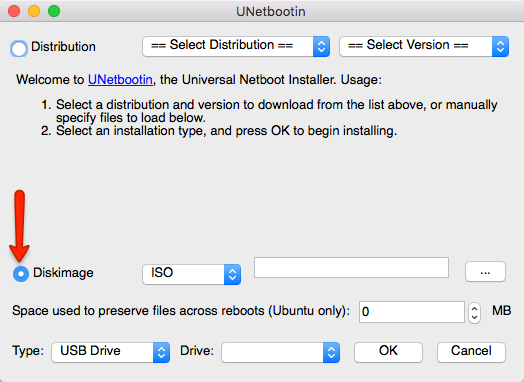 UNetbootin
Distribution == Select Distribution == == Select Version ==
Welcome to UNetbootin, the Universal Netboot Installer. Usage:
1. Select a distribution and version to download from the list above, or manually
specify files to load below.
2. Select an installation type, and press OK to begin installing.
Diskimage ISO ...
Space used to preserve files across reboots (Ubuntu only): 0 MB
Type: USB Drive Drive: OK Cancel